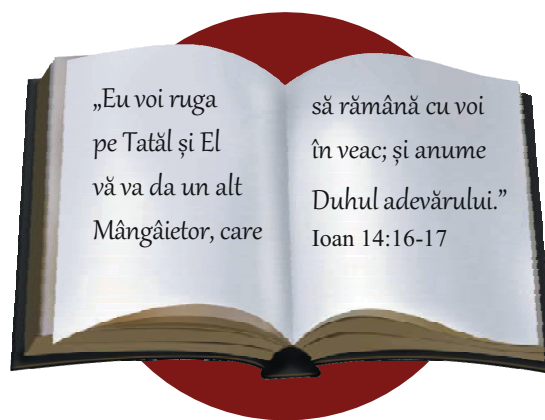 „Eu voi ruga
pe Tatăl și El
vă va da un alt
Mângâietor, care
să rămână cu voi
în veac; și anume
Duhul adevărului.”
Ioan 14:16-17